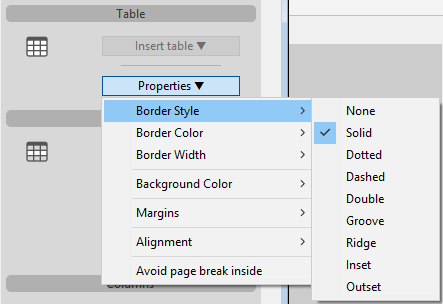 Table
Insert table ▼
Properties ▼
Border Style
Border Color
Border Width
Background Color
Margins
Alignment
Avoid page break inside
None
Solid
Dotted
Dashed
Double
Groove
Ridge
Inset
Outset
Columns